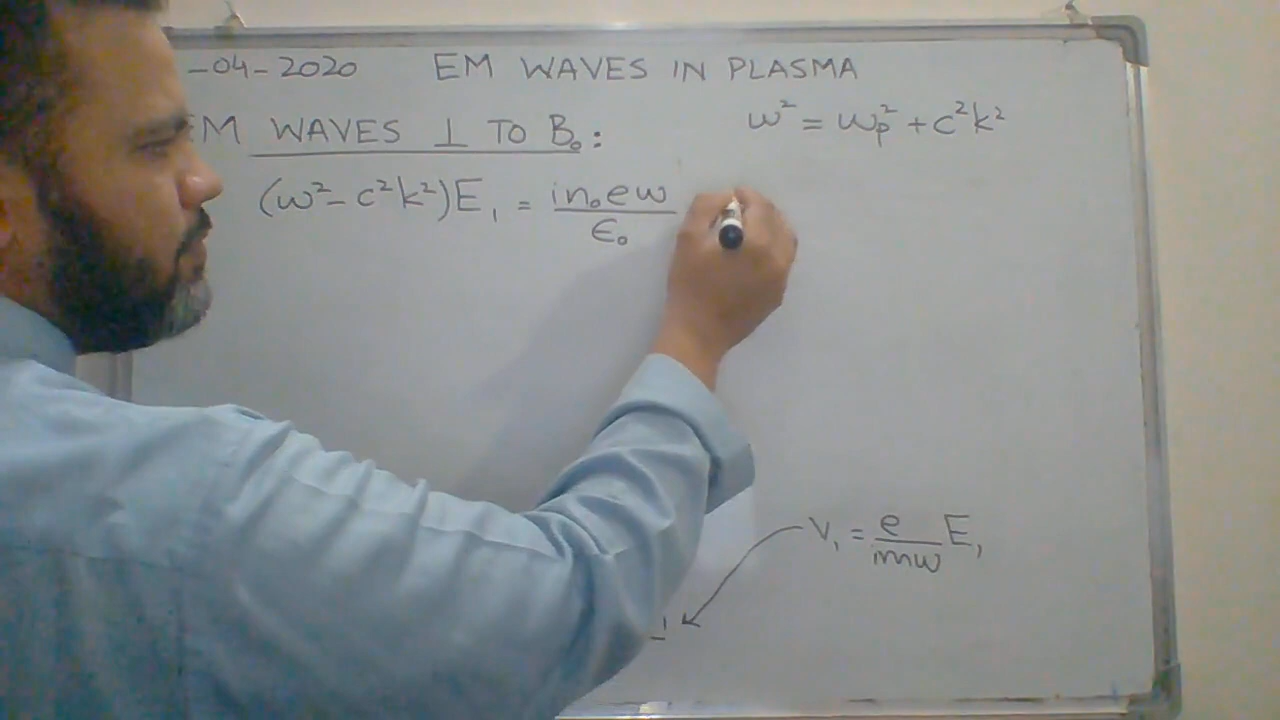 -04-2020 EM WAVES IN PLASMA
EM WAVES ⊥ TO B₀: ω² = ωₚ² + c²k²
(ω² - c²k²)E₁ = in₀eω/ε₀
V₁ = e/imω E₁